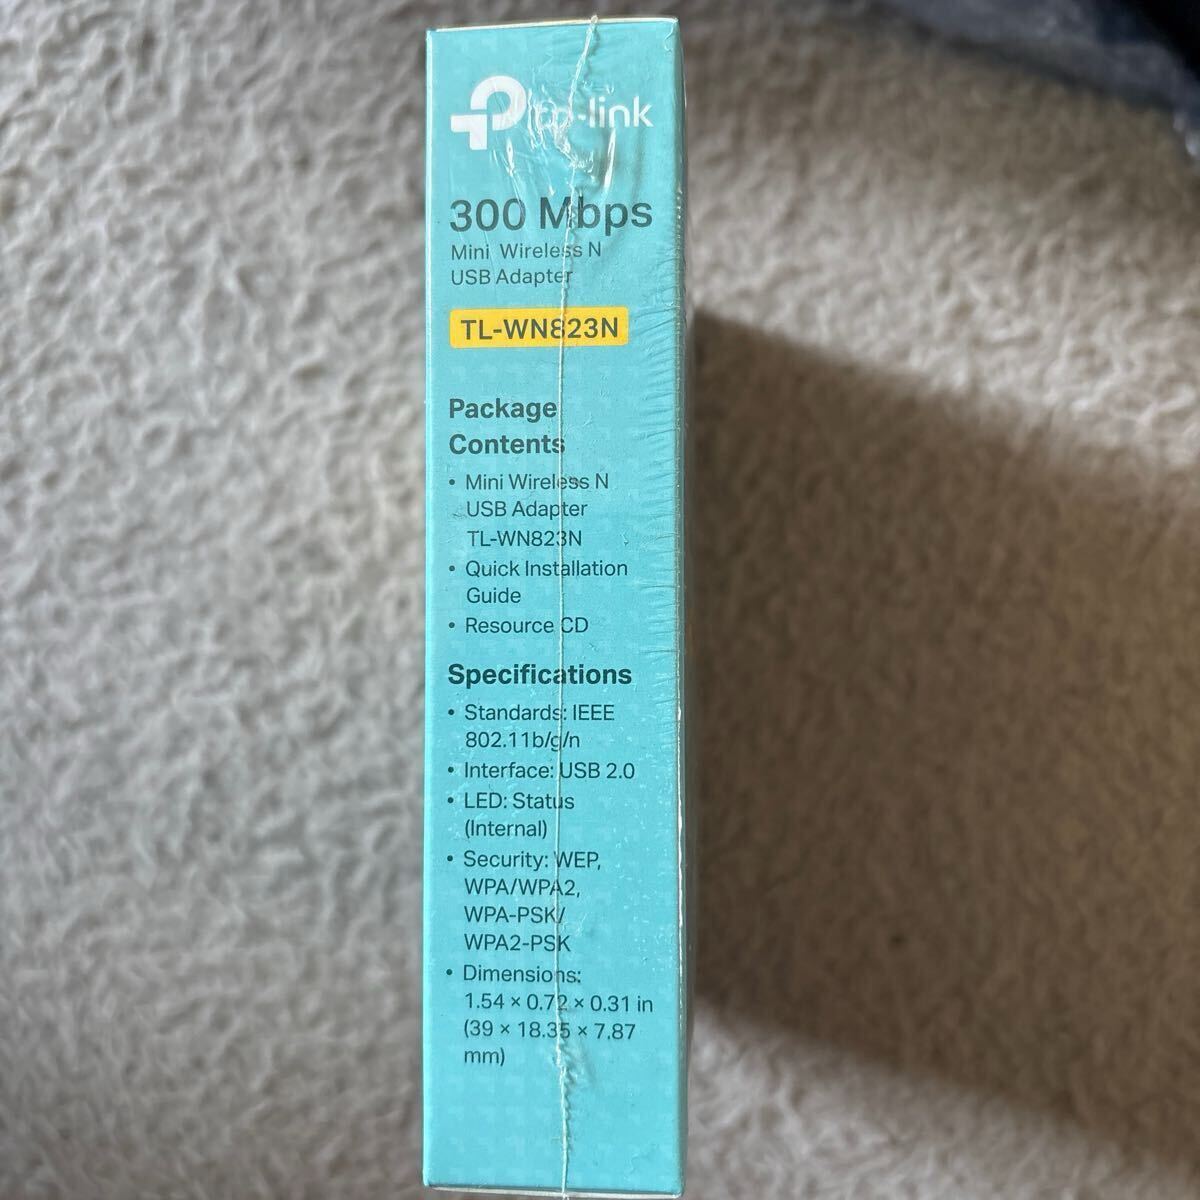 tp-link
300 Mbps
Mini Wireless N
USB Adapter
TL-WN823N
Package
Contents
• Mini Wireless N
USB Adapter
TL-WN823N
• Quick Installation
Guide
• Resource CD
Specifications
• Standards: IEEE
802.11b/g/n
• Interface: USB 2.0
• LED: Status
(Internal)
• Security: WEP,
WPA/WPA2,
WPA-PSK/
WPA2-PSK
• Dimensions:
1.54 × 0.72 × 0.31 in
(39 × 18.35 × 7.87
mm)